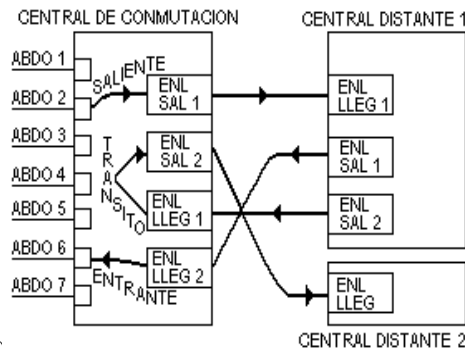 CENTRAL DE CONMUTACION
CENTRAL DISTANTE 1
ABDO 1
ABDO 2
ABDO 3
ABDO 4
ABDO 5
ABDO 6
ABDO 7
SALIENTE
TRANSITO
ENTRANTE
ENL
SAL 1
ENL
SAL 2
ENL
LLEG 1
ENL
LLEG 2
ENL
LLEG 1
ENL
SAL 1
ENL
SAL 2
ENL
LLEG
CENTRAL DISTANTE 2